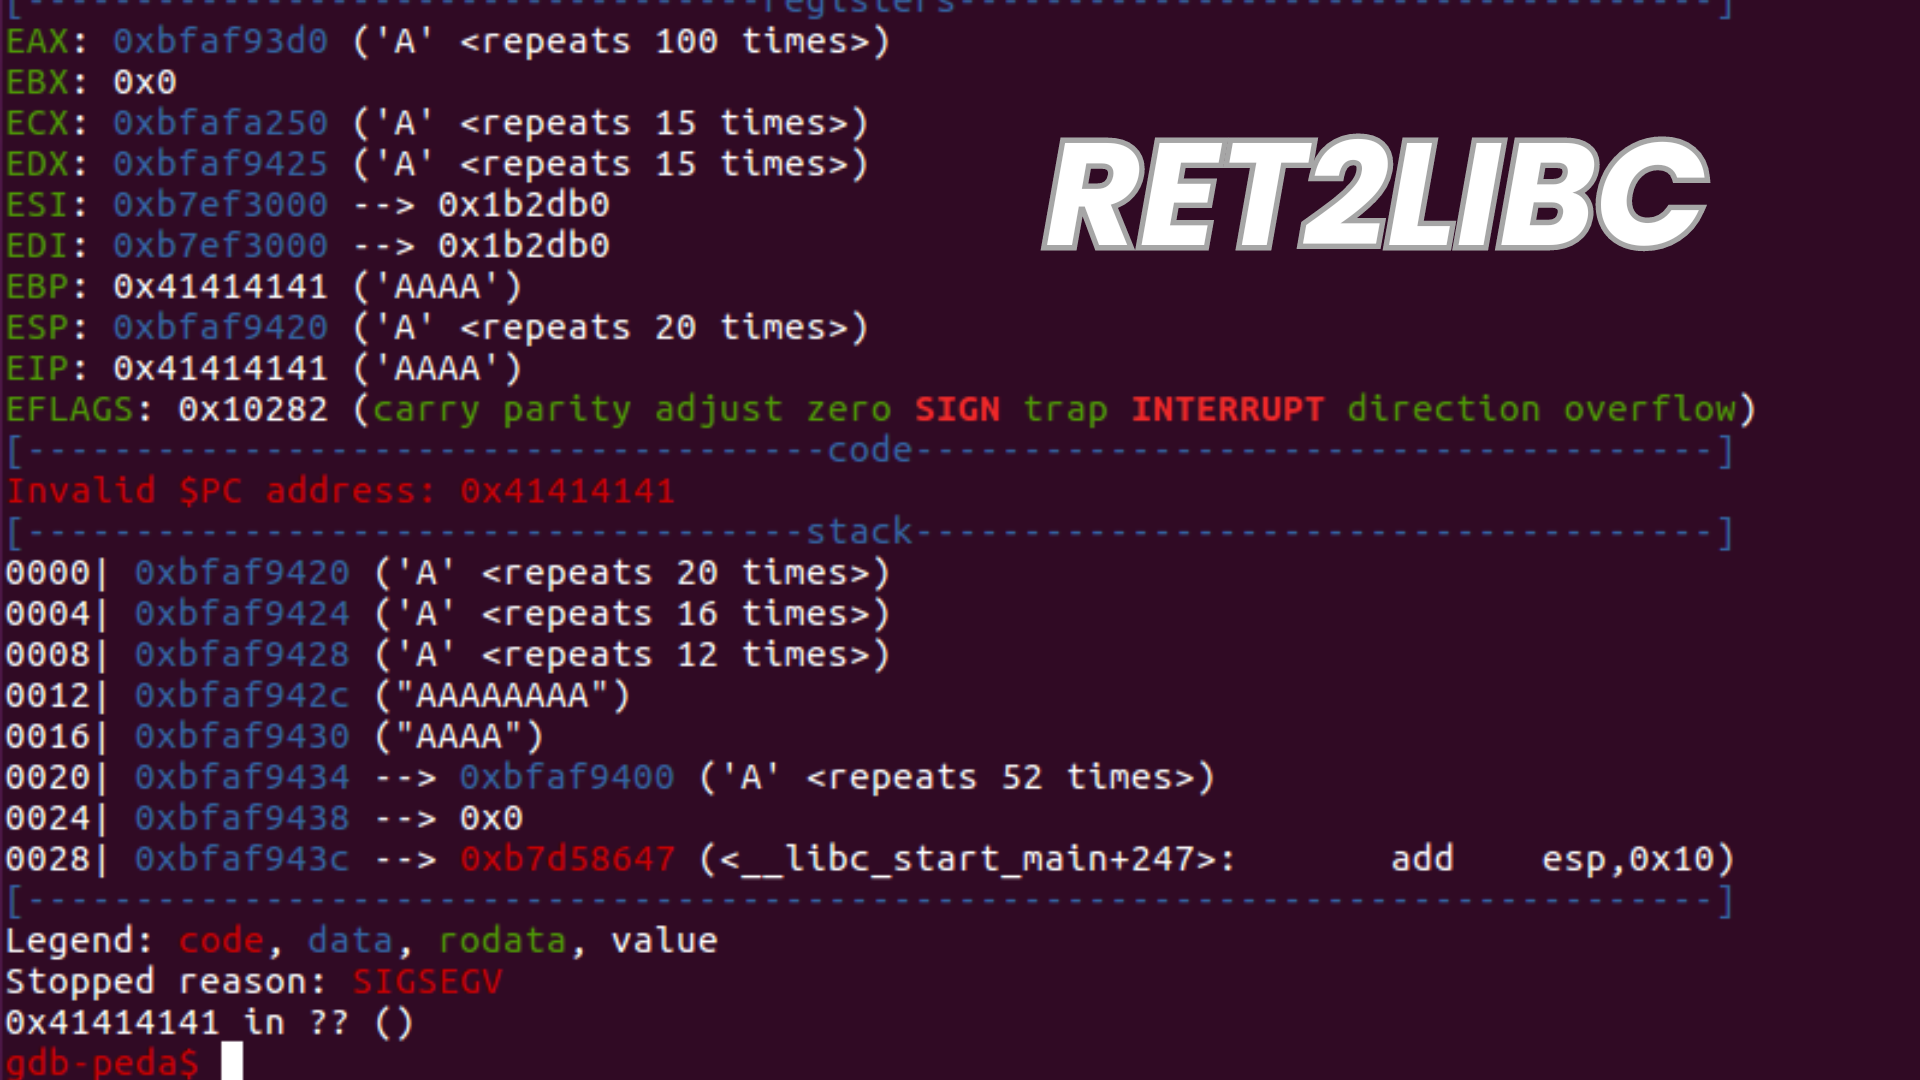 [-----------------------------------registers-----------------------------------]
EAX: 0xbfaf93d0 ('A' <repeats 100 times>)
EBX: 0x0
ECX: 0xbfafa250 ('A' <repeats 15 times>)
EDX: 0xbfaf9425 ('A' <repeats 15 times>)
ESI: 0xb7ef3000 --> 0x1b2db0
EDI: 0xb7ef3000 --> 0x1b2db0
EBP: 0x41414141 ('AAAA')
ESP: 0xbfaf9420 ('A' <repeats 20 times>)
EIP: 0x41414141 ('AAAA')
EFLAGS: 0x10282 (carry parity adjust zero SIGN trap INTERRUPT direction overflow)
[-------------------------------------code-------------------------------------]
Invalid $PC address: 0x41414141
[------------------------------------stack-------------------------------------]
0000| 0xbfaf9420 ('A' <repeats 20 times>)
0004| 0xbfaf9424 ('A' <repeats 16 times>)
0008| 0xbfaf9428 ('A' <repeats 12 times>)
0012| 0xbfaf942c ("AAAAAAAA")
0016| 0xbfaf9430 ("AAAA")
0020| 0xbfaf9434 --> 0xbfaf9400 ('A' <repeats 52 times>)
0024| 0xbfaf9438 --> 0x0
0028| 0xbfaf943c --> 0xb7d58647 (<__libc_start_main+247>: add esp,0x10)
[------------------------------------------------------------------------------]
Legend: code, data, rodata, value
Stopped reason: SIGSEGV
0x41414141 in ?? ()
gdb-peda$
RET2LIBC